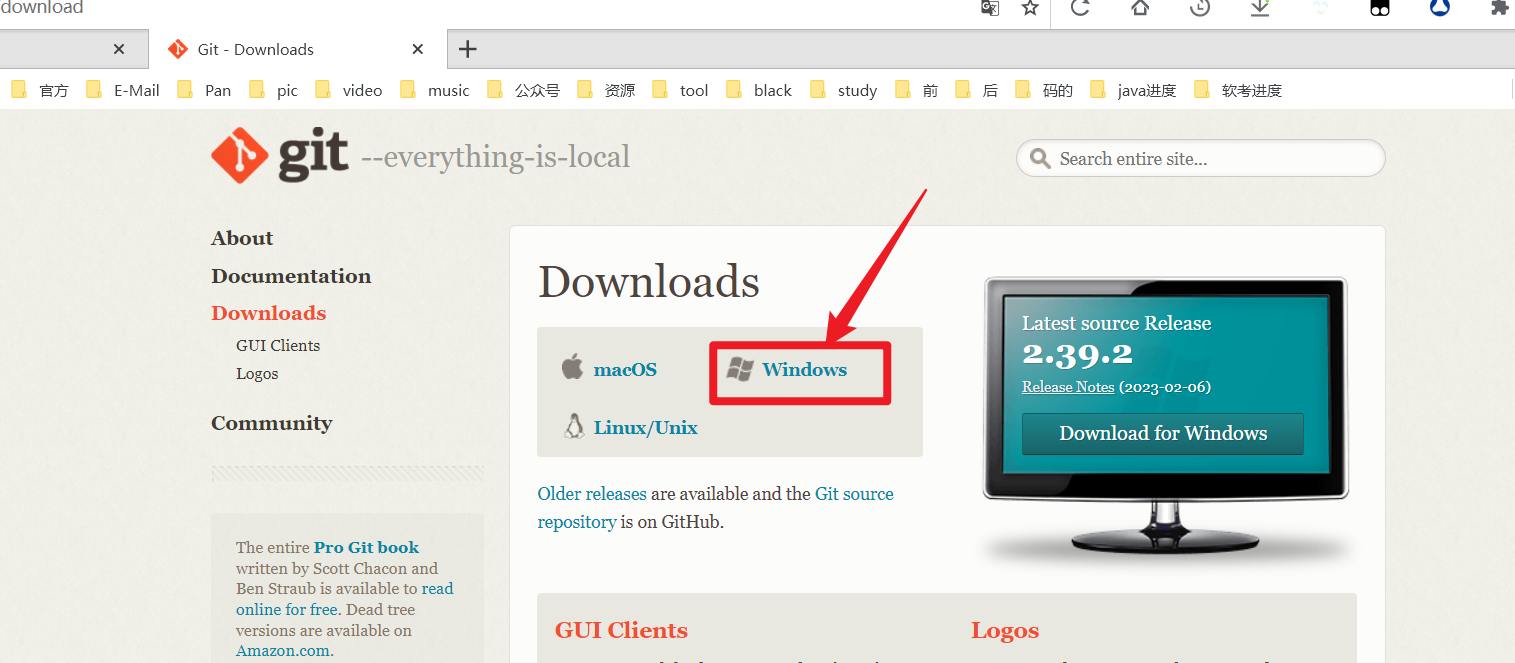 download
Git - Downloads
官方 E-Mail Pan pic video music 公众号 资源 tool black study 前 后 码的 java进度 软考进度
git --everything-is-local
Search entire site...
About
Documentation
Downloads
GUI Clients
Logos
Community
The entire Pro Git book
written by Scott Chacon and
Ben Straub is available to read
online for free. Dead tree
versions are available on
Amazon.com.
Downloads
macOS
Windows
Linux/Unix
Older releases are available and the Git source
repository is on GitHub.
Latest source Release
2.39.2
Release Notes (2023-02-06)
Download for Windows
GUI Clients
Logos